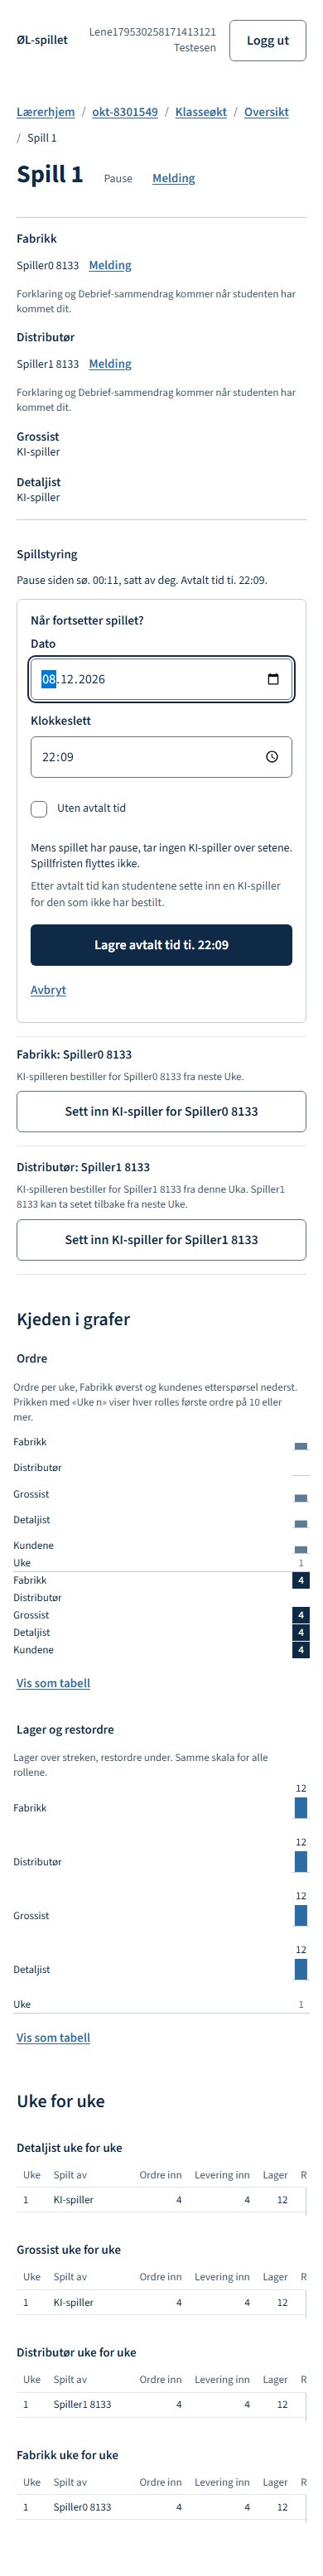 ØL-spillet
Lene179530258171413121
Testesen
Logg ut
Lærerhjem / okt-8301549 / Klasseøkt / Oversikt
/ Spill 1
Spill 1 Pause Melding
Fabrikk
Spiller0 8133 Melding
Forklaring og Debrief-sammendrag kommer når studenten har
kommet dit.
Distributør
Spiller1 8133 Melding
Forklaring og Debrief-sammendrag kommer når studenten har
kommet dit.
Grossist
KI-spiller
Detaljist
KI-spiller
Spillstyring
Pause siden sø. 00:11, satt av deg. Avtalt tid ti. 22:09.
Når fortsetter spillet?
Dato
08.12.2026
Klokkeslett
22:09
Uten avtalt tid
Mens spillet har pause, tar ingen KI-spiller over setene.
Spillfristen flyttes ikke.
Etter avtalt tid kan studentene sette inn en KI-spiller
for den som ikke har bestilt.
Lagre avtalt tid ti. 22:09
Avbryt
Fabrikk: Spiller0 8133
KI-spilleren bestiller for Spiller0 8133 fra neste Uke.
Sett inn KI-spiller for Spiller0 8133
Distributør: Spiller1 8133
KI-spilleren bestiller for Spiller1 8133 fra denne Uka. Spiller1
8133 kan ta setet tilbake fra neste Uke.
Sett inn KI-spiller for Spiller1 8133
Kjeden i grafer
Ordre
Ordre per uke, Fabrikk øverst og kundenes etterspørsel nederst.
Prikken med «Uke n» viser hver rolles første ordre på 10 eller
mer.
Fabrikk
Distributør
Grossist
Detaljist
Kundene
Uke 1
Fabrikk 4
Distributør
Grossist 4
Detaljist 4
Kundene 4
Vis som tabell
Lager og restordre
Lager over streken, restordre under. Samme skala for alle
rollene.
12
Fabrikk
12
Distributør
12
Grossist
12
Detaljist
Uke 1
Vis som tabell
Uke for uke
Detaljist uke for uke
Uke Spilt av Ordre inn Levering inn Lager R
1 KI-spiller 4 4 12
Grossist uke for uke
Uke Spilt av Ordre inn Levering inn Lager R
1 KI-spiller 4 4 12
Distributør uke for uke
Uke Spilt av Ordre inn Levering inn Lager R
1 Spiller1 8133 4 4 12
Fabrikk uke for uke
Uke Spilt av Ordre inn Levering inn Lager R
1 Spiller0 8133 4 4 12